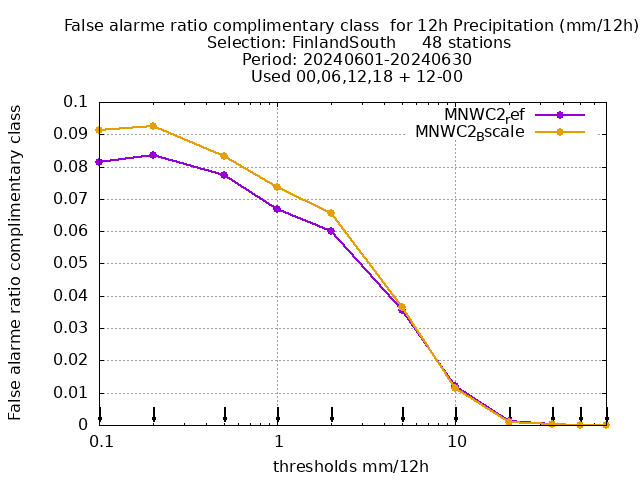 False alarme ratio complimentary class  for 12h Precipitation (mm/12h)
Selection: FinlandSouth     48 stations
Period: 20240601-20240630
Used 00,06,12,18 + 12-00
False alarme ratio complimentary class
MNWC2ref
MNWC2Bscale
0.1
0.09
0.08
0.07
0.06
0.05
0.04
0.03
0.02
0.01
0
0.1 1 10
thresholds mm/12h